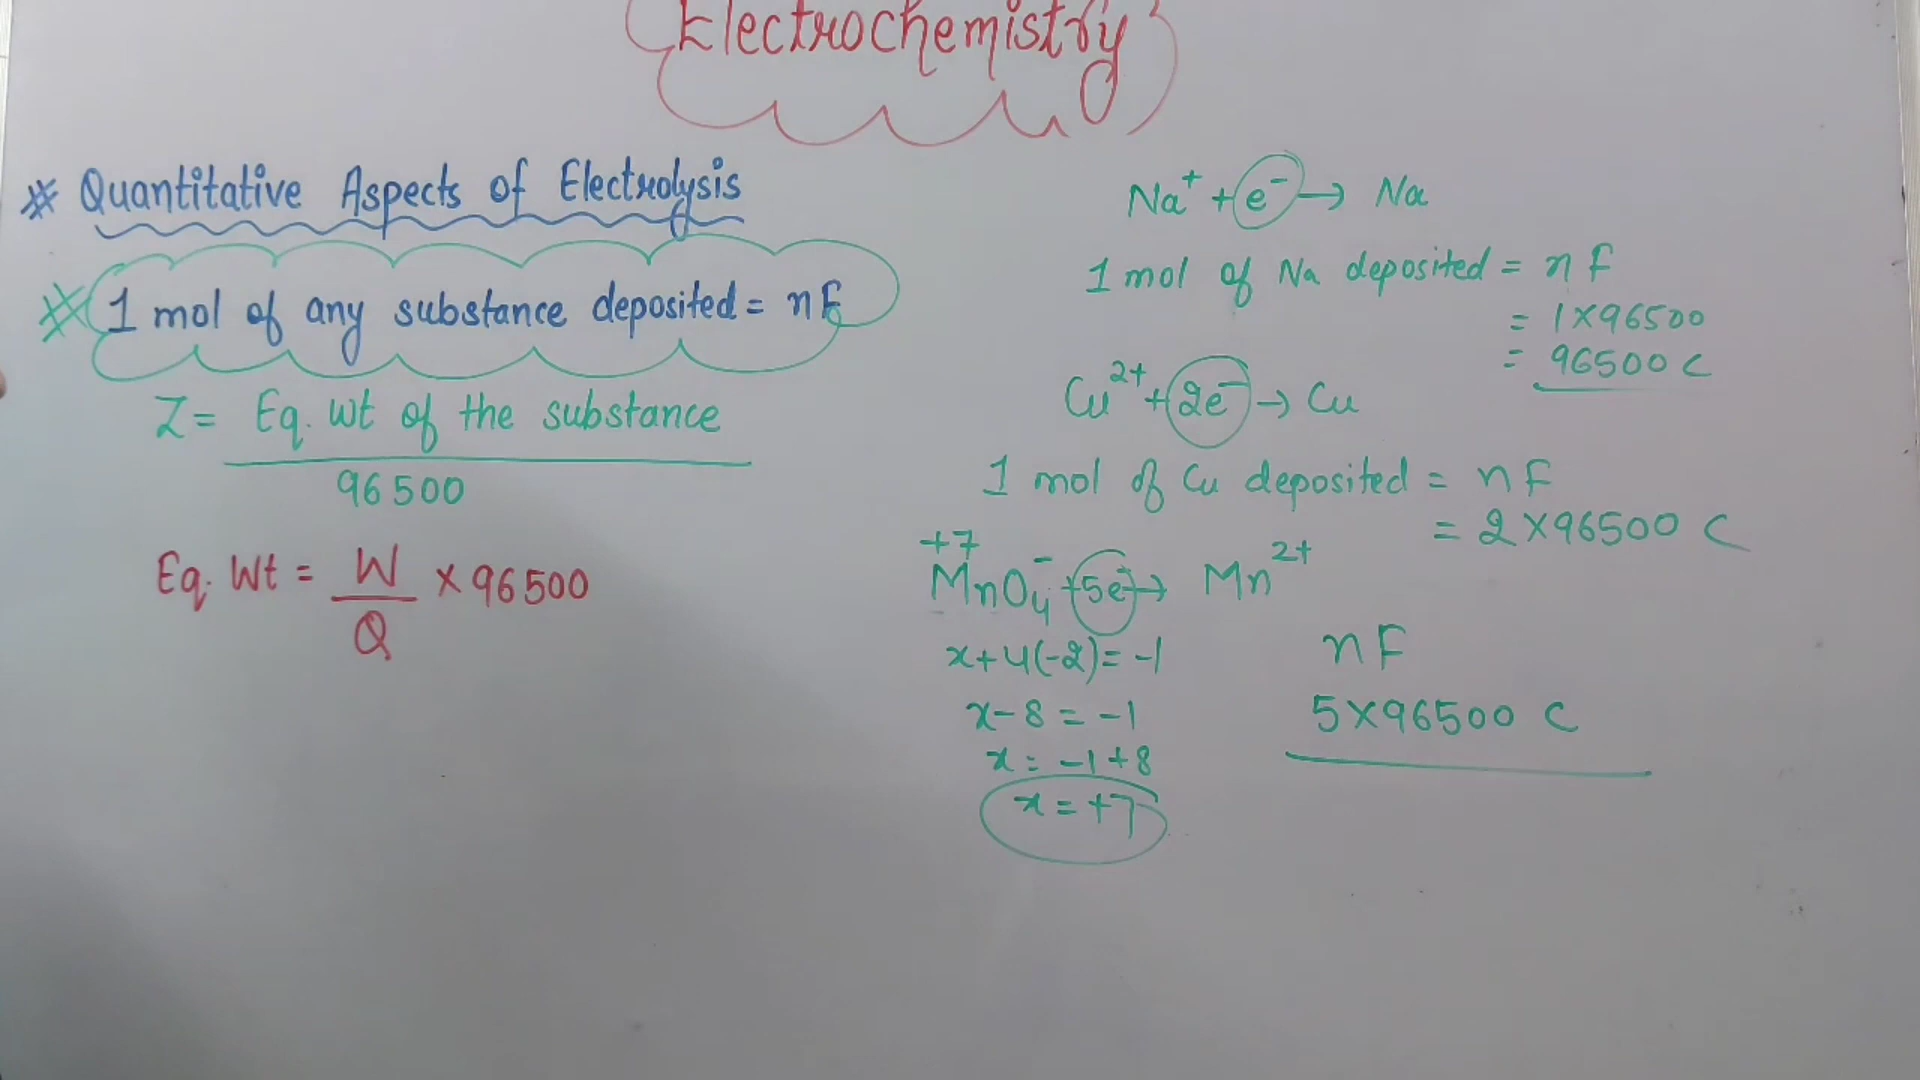 Electrochemistry
* Quantitative Aspects of Electrolysis
* 1 mol of any substance deposited = nF
Z = Eq. wt of the substance
96500
Eq. Wt = W/Q × 96500
Na⁺ + e⁻ → Na
1 mol of Na deposited = nF
= 1×96500
= 96500 C
Cu²⁺ + 2e⁻ → Cu
1 mol of Cu deposited = nF
= 2×96500 C
+7
MnO₄⁻ + 5e⁻ → Mn²⁺
x+4(-2) = -1
x-8 = -1
x = -1+8
x = +7
nF
5×96500 C